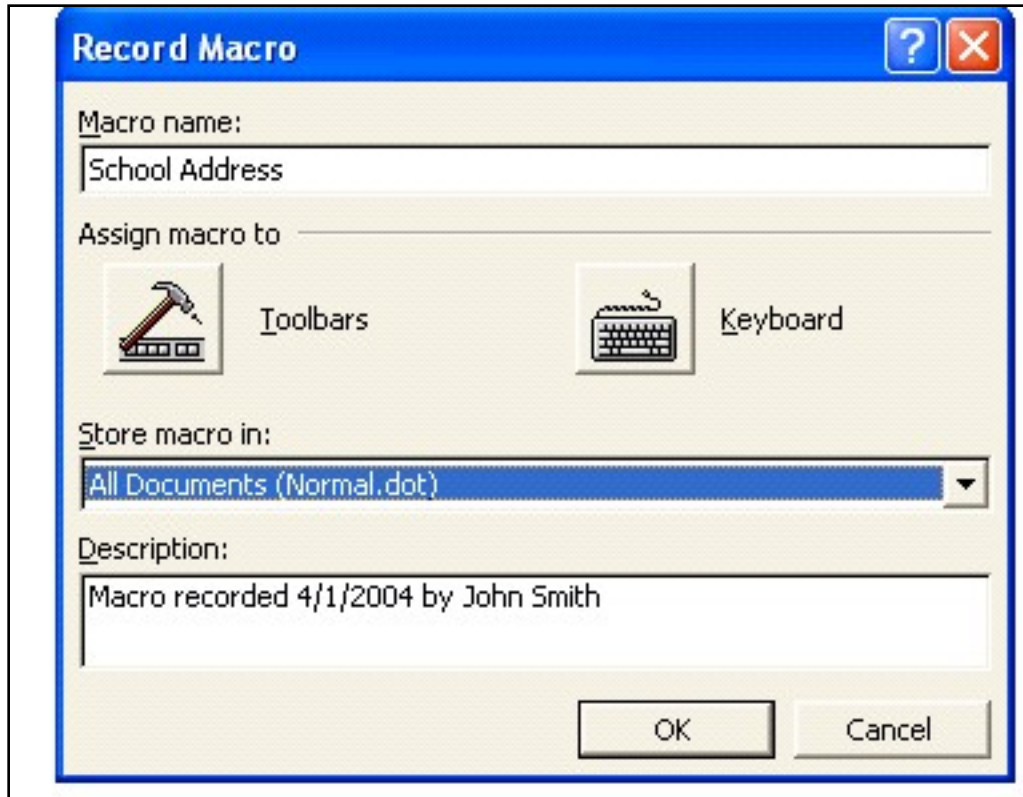 Record Macro
Macro name:
School Address
Assign macro to
Toolbars
Keyboard
Store macro in:
All Documents (Normal.dot)
Description:
Macro recorded 4/1/2004 by John Smith
OK
Cancel